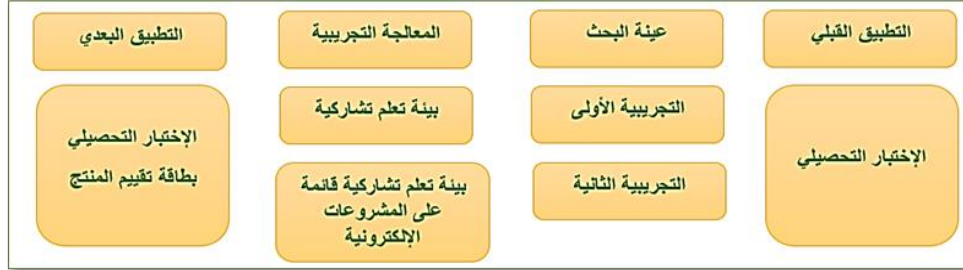 التطبيق القبلي
عينة البحث
المعالجة التجريبية
التطبيق البعدي
الإختبار التحصيلي
التجريبية الأولى
التجريبية الثانية
بيئة تعلم تشاركية
بيئة تعلم تشاركية قائمة
على المشروعات
الإلكترونية
الإختبار التحصيلي
بطاقة تقييم المنتج